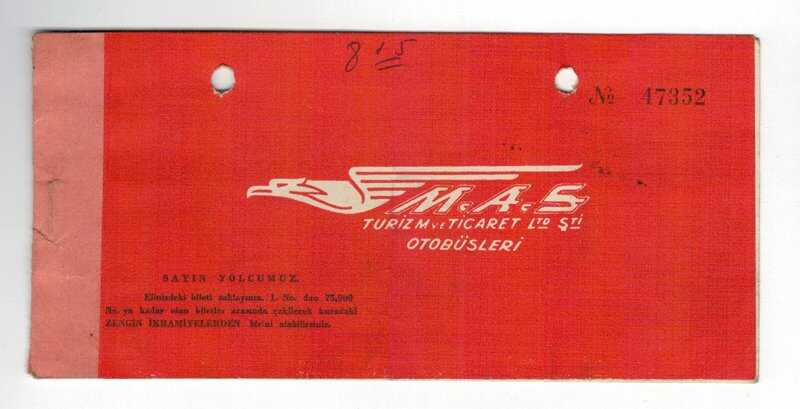 8 15
№ 47352
M.A.Ş.
TURİZM VE TİCARET LTD ŞTİ
OTOBÜSLERİ
SAYIN YOLCUMUZ.
Elinizdeki bileti saklayınız. 1. No. dan 75,000
No. ya kadar olan biletler arasında çekilecek kuradaki
ZENGİN İKRAMİYELERDEN birini alabilirsiniz.